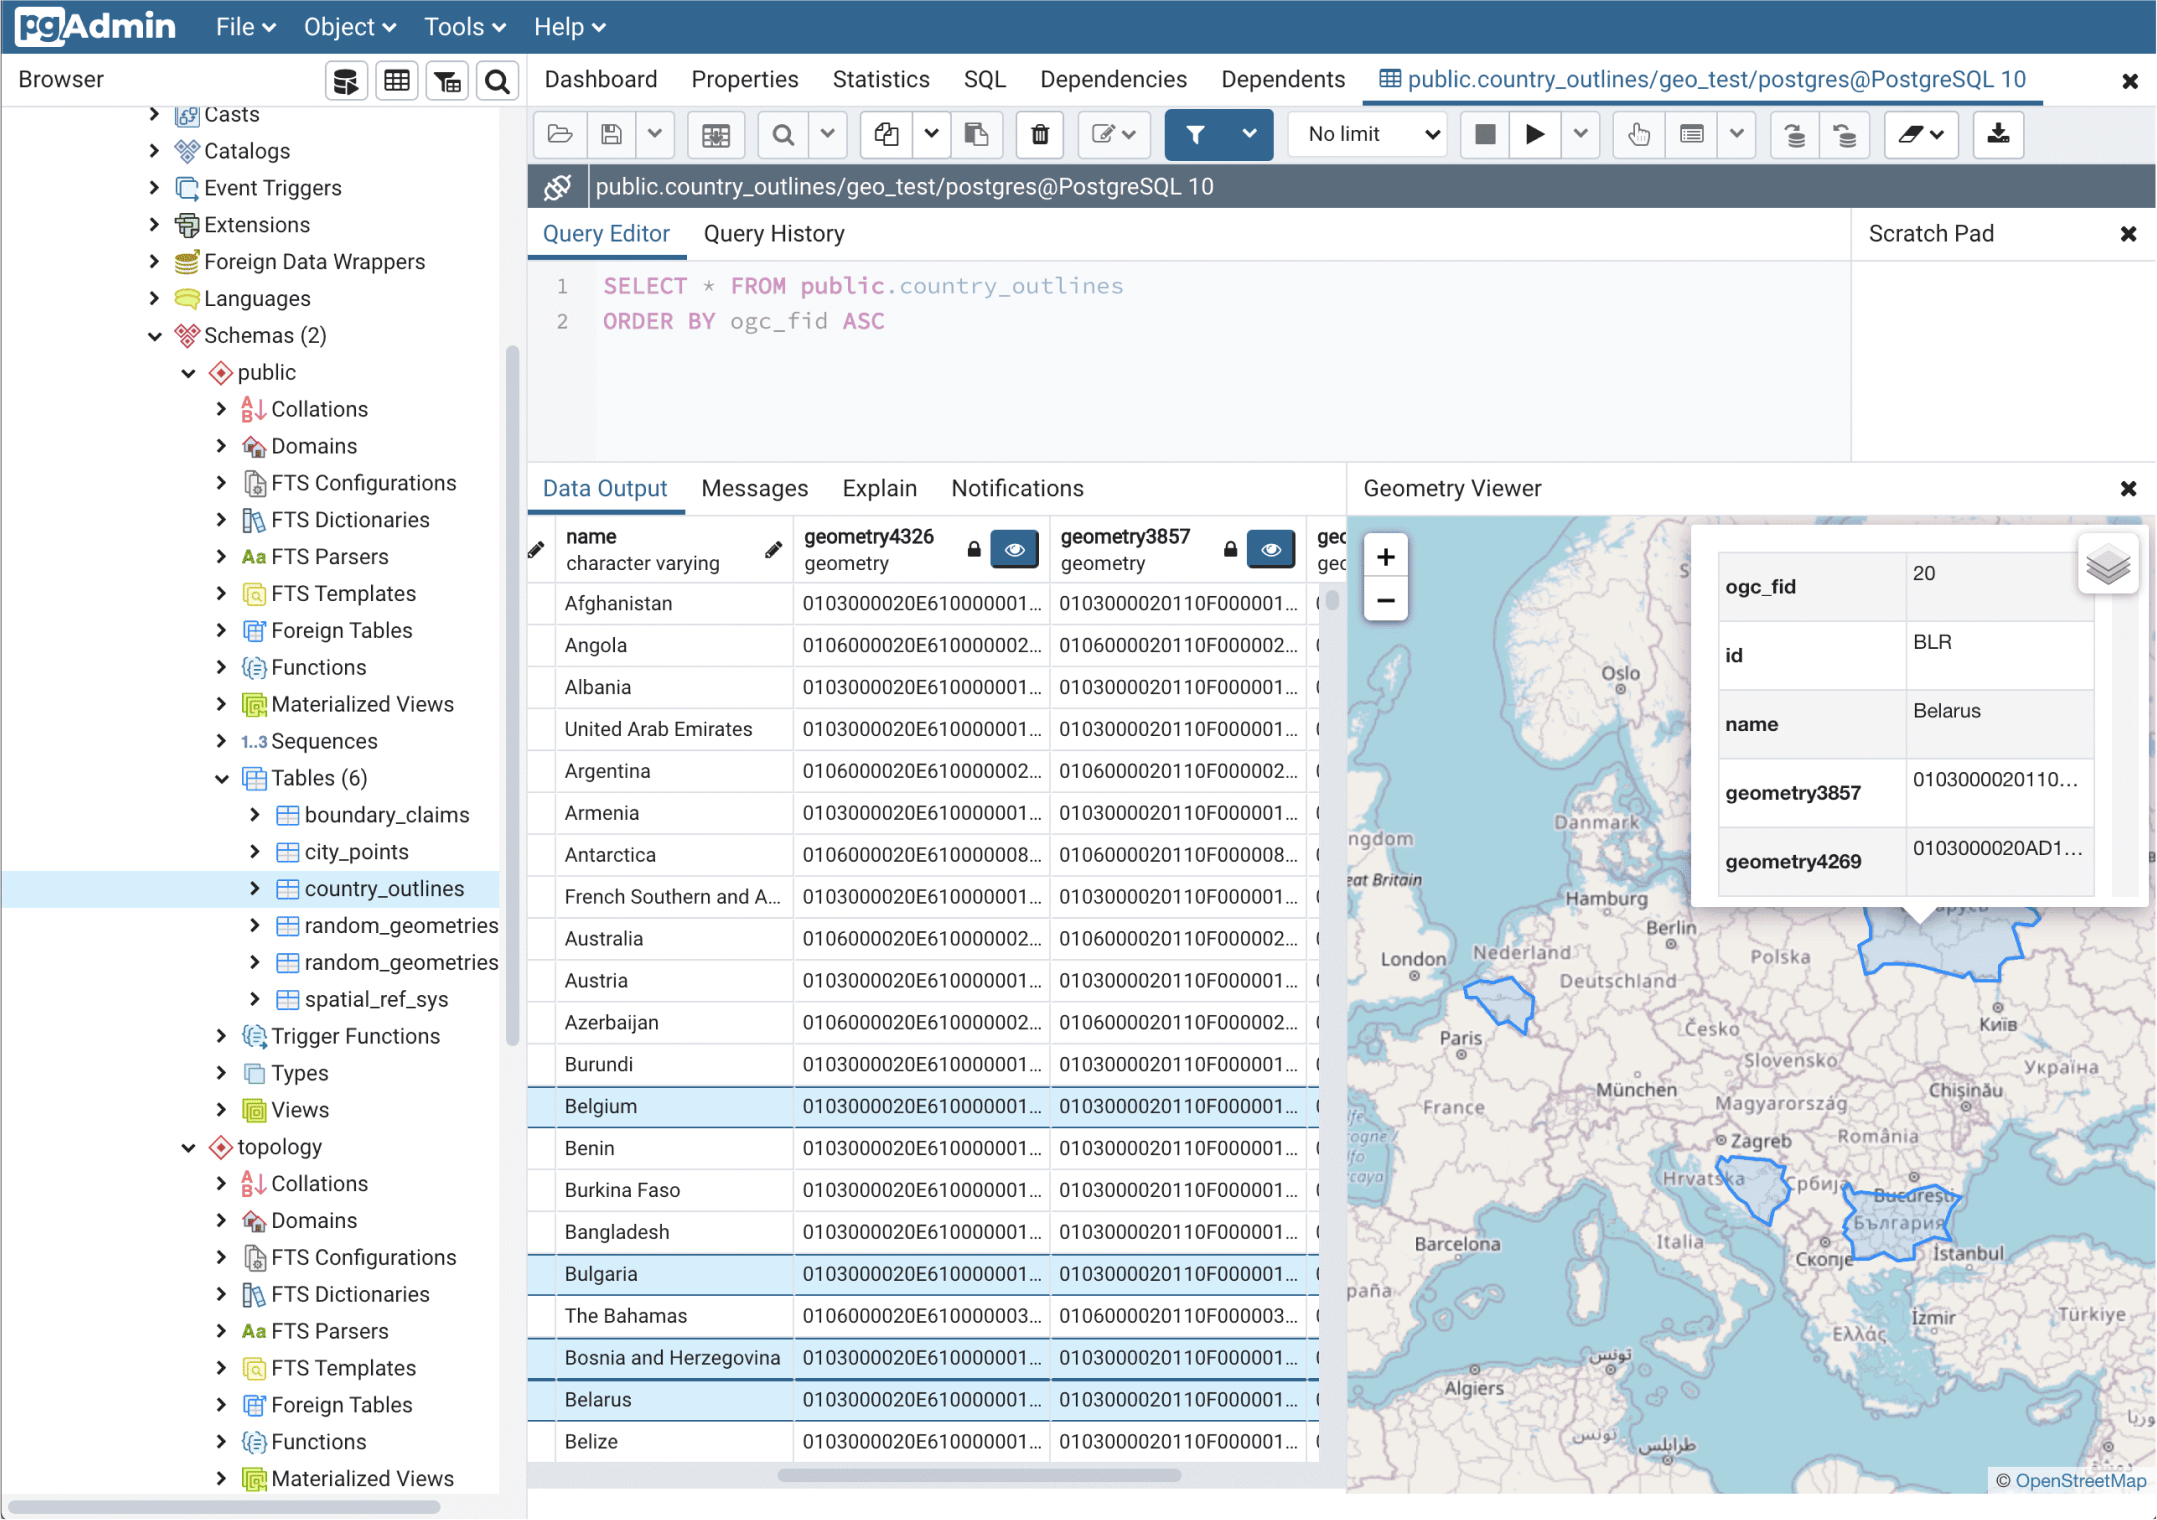 pgAdmin File Object Tools Help
Browser
Dashboard Properties Statistics SQL Dependencies Dependents public.country_outlines/geo_test/postgres@PostgreSQL 10
No limit
public.country_outlines/geo_test/postgres@PostgreSQL 10
Casts
Catalogs
Event Triggers
Extensions
Foreign Data Wrappers
Languages
Schemas (2)
public
Collations
Domains
FTS Configurations
FTS Dictionaries
Aa FTS Parsers
FTS Templates
Foreign Tables
Functions
Materialized Views
1..3 Sequences
Tables (6)
boundary_claims
city_points
country_outlines
random_geometries
random_geometries
spatial_ref_sys
Trigger Functions
Types
Views
topology
Collations
Domains
FTS Configurations
FTS Dictionaries
Aa FTS Parsers
FTS Templates
Foreign Tables
Functions
Materialized Views
Query Editor Query History
Scratch Pad
1 SELECT * FROM public.country_outlines
2 ORDER BY ogc_fid ASC
Data Output Messages Explain Notifications
name geometry4326 geometry3857 geo
character varying geometry geometry
Afghanistan 0103000020E610000001... 0103000020110F000001...
Angola 0106000020E610000002... 0106000020110F000002...
Albania 0103000020E610000001... 0103000020110F000001...
United Arab Emirates 0103000020E610000001... 0103000020110F000001...
Argentina 0106000020E610000002... 0106000020110F000002...
Armenia 0103000020E610000001... 0103000020110F000001...
Antarctica 0106000020E610000008... 0106000020110F000008...
French Southern and A... 0103000020E610000001... 0103000020110F000001...
Australia 0106000020E610000002... 0106000020110F000002...
Austria 0103000020E610000001... 0103000020110F000001...
Azerbaijan 0106000020E610000002... 0106000020110F000002...
Burundi 0103000020E610000001... 0103000020110F000001...
Belgium 0103000020E610000001... 0103000020110F000001...
Benin 0103000020E610000001... 0103000020110F000001...
Burkina Faso 0103000020E610000001... 0103000020110F000001...
Bangladesh 0103000020E610000001... 0103000020110F000001...
Bulgaria 0103000020E610000001... 0103000020110F000001...
The Bahamas 0106000020E610000003... 0106000020110F000003...
Bosnia and Herzegovina 0103000020E610000001... 0103000020110F000001...
Belarus 0103000020E610000001... 0103000020110F000001...
Belize 0103000020E610000001... 0103000020110F000001...
Geometry Viewer
+
−
ogc_fid 20
id BLR
name Belarus
geometry3857 0103000020110...
geometry4269 0103000020AD1...
Oslo
Danmark
ngdom
eat Britain
Hamburg
Berlin
London
Nederland
Polska
Deutschland
Київ
Paris
Česko
Slovensko
Україна
München
Chișinău
France
Magyarország
Zagreb
România
Hrvatska
Србија
București
България
Barcelona
Italia
Скопје
İstanbul
paña
İzmir
Türkiye
Ελλάς
تونس
Algiers
تونس
طرابلس
© OpenStreetMap